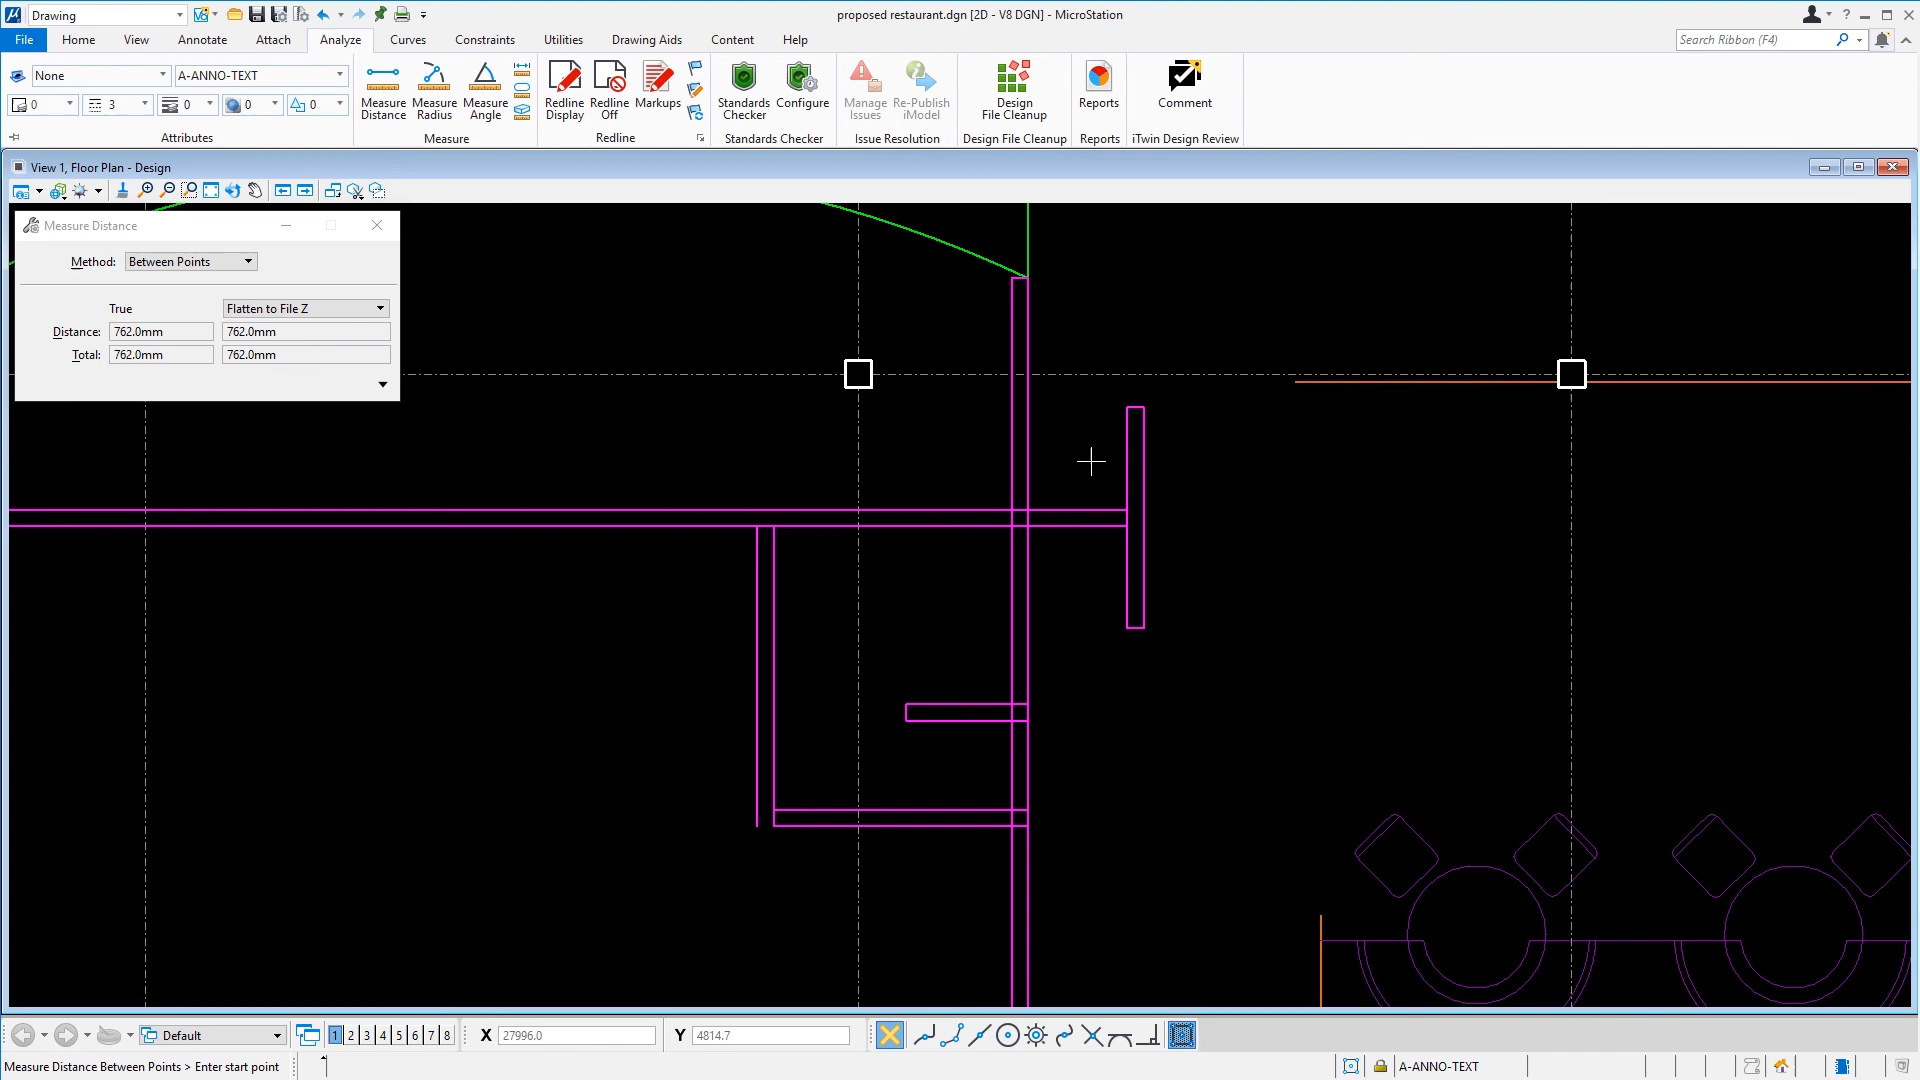 Drawing
proposed restaurant.dgn [2D - V8 DGN] - MicroStation
File Home View Annotate Attach Analyze Curves Constraints Utilities Drawing Aids Content Help
Search Ribbon (F4)
None A-ANNO-TEXT
0 3 0 0 0
Attributes
Measure Distance
Measure Radius
Measure Angle
Measure
Redline Display
Redline Off
Markups
Redline
Standards Checker
Configure
Standards Checker
Manage Issues
Re-Publish iModel
Issue Resolution
Design File Cleanup
Design File Cleanup
Reports
Reports
Comment
iTwin Design Review
View 1, Floor Plan - Design
Measure Distance
Method: Between Points
True Flatten to File Z
Distance: 762.0mm 762.0mm
Total: 762.0mm 762.0mm
Default 1 2 3 4 5 6 7 8 X 27996.0 Y 4814.7
Measure Distance Between Points > Enter start point
A-ANNO-TEXT